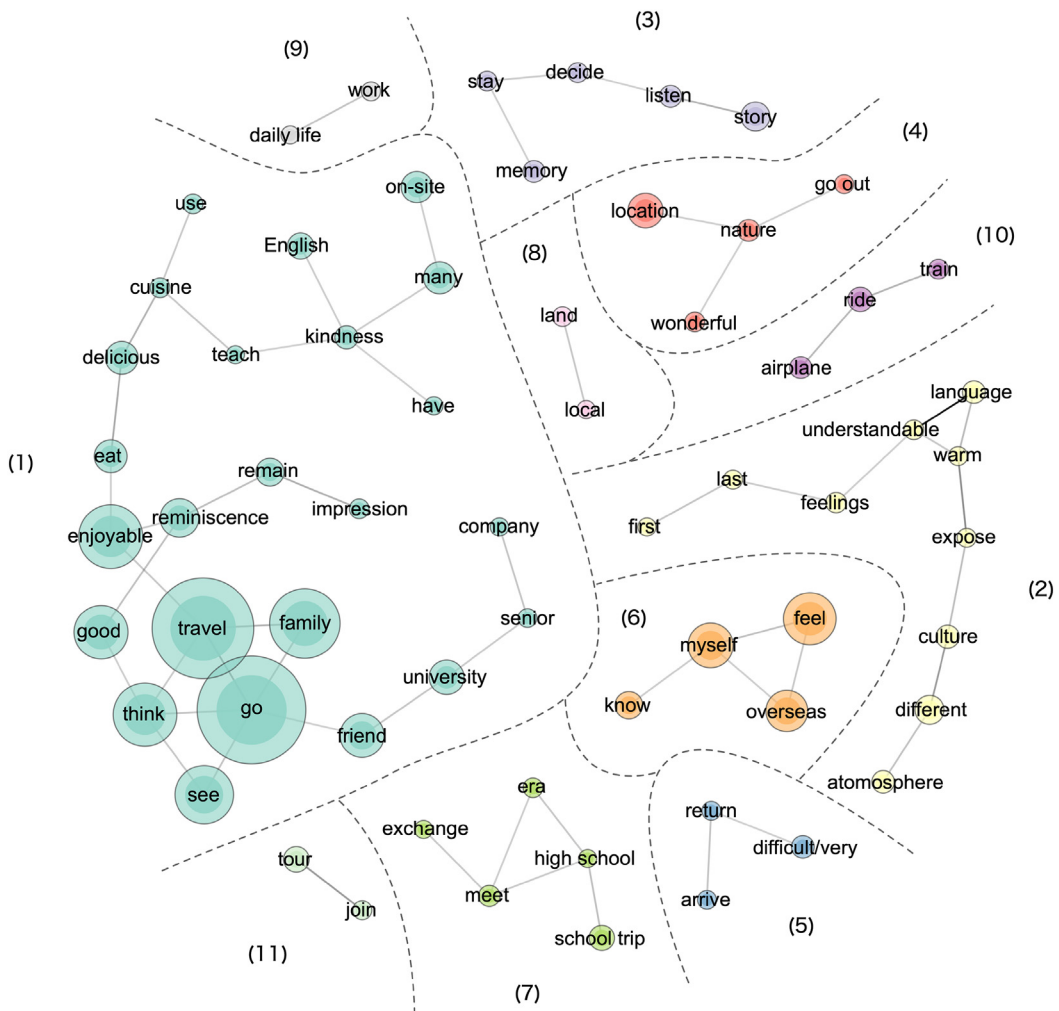 (3)
(9)
stay
decide
work
listen
story
daily life
(4)
memory
on-site
go out
use
location
nature
English
(10)
(8)
many
train
cuisine
ride
land
wonderful
kindness
delicious
teach
airplane
language
have
local
understandable
eat
warm
(1)
remain
last
impression
feelings
reminiscence
company
first
enjoyable
expose
(2)
travel
family
good
senior
(6)
feel
myself
culture
university
think
go
know
overseas
different
friend
see
era
atomosphere
return
exchange
difficult/very
tour
high school
meet
arrive
join
school trip
(5)
(11)
(7)